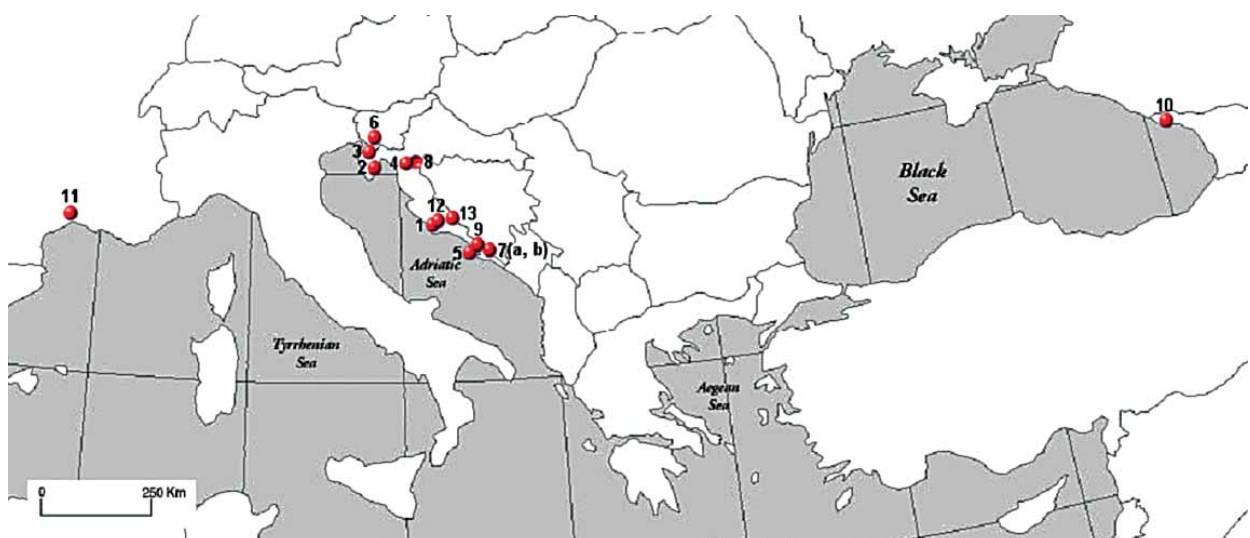 6
3
2
4
8
10
11
12
13
1
9
5
7(a, b)
Black
Sea
Adriatic
Sea
Tyrrhenian
Sea
Aegean
Sea
0
250 Km